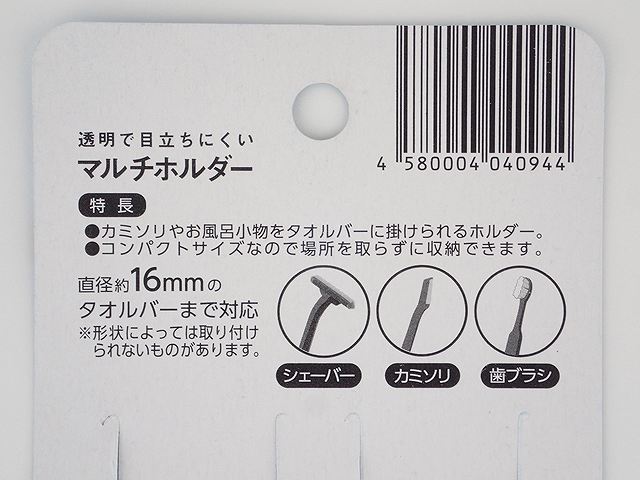 4 580004 040944
透明で目立ちにくい
マルチホルダー
特長
●カミソリやお風呂小物をタオルバーに掛けられるホルダー。
●コンパクトサイズなので場所を取らずに収納できます。
直径約16mmの
タオルバーまで対応
※形状によっては取り付け
られないものがあります。
シェーバー
カミソリ
歯ブラシ